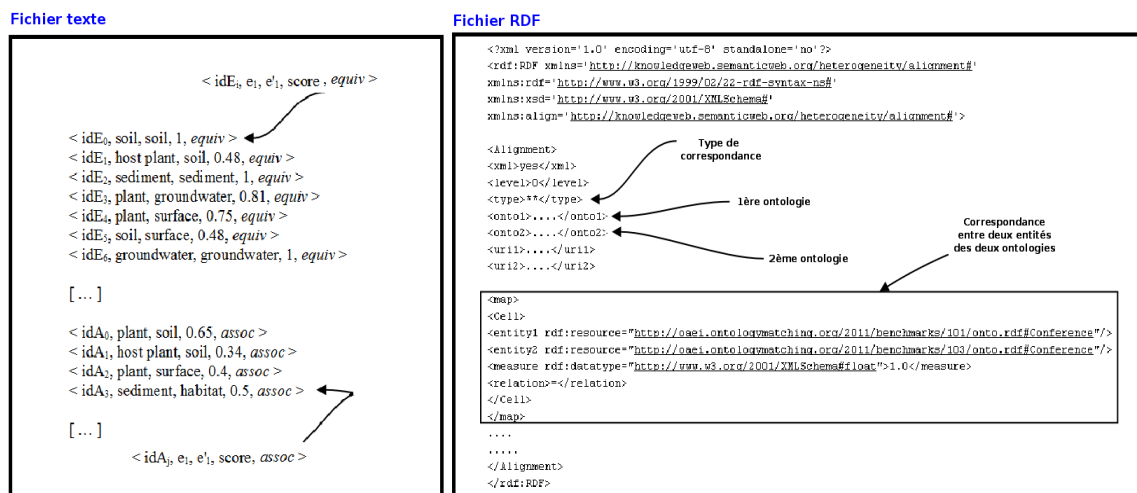 Fichier texte
< idEᵢ, e₁, e'₁, score , equiv >
< idE₀, soil, soil, 1, equiv >
< idE₁, host plant, soil, 0.48, equiv >
< idE₂, sediment, sediment, 1, equiv >
< idE₃, plant, groundwater, 0.81, equiv >
< idE₄, plant, surface, 0.75, equiv >
< idE₅, soil, surface, 0.48, equiv >
< idE₆, groundwater, groundwater, 1, equiv >
[ ... ]
< idA₀, plant, soil, 0.65, assoc >
< idA₁, host plant, soil, 0.34, assoc >
< idA₂, plant, surface, 0.4, assoc >
< idA₃, sediment, habitat, 0.5, assoc >
[ ... ]
< idAⱼ, e₁, e'₁, score, assoc >
Fichier RDF
<?xml version='1.0' encoding='utf-8' standalone='no'?>
<rdf:RDF xmlns='http://knowledgeweb.semanticweb.org/heterogeneity/alignment#'
xmlns:rdf='http://www.w3.org/1999/02/22-rdf-syntax-ns#'
xmlns:xsd='http://www.w3.org/2001/XMLSchema#'
xmlns:align='http://knowledgeweb.semanticweb.org/heterogeneity/alignment#'>
<Alignment>
<xml>yes</xml>
<level>0</level>
<type>**</type>
<onto1>....</onto1>
<onto2>....</onto2>
<uri1>....</uri1>
<uri2>....</uri2>
Type de
correspondance
1ère ontologie
2ème ontologie
Correspondance
entre deux entités
des deux ontologies
<map>
<Cell>
<entity1 rdf:resource="http://oaei.ontologymatching.org/2011/benchmarks/101/onto.rdf#Conference"/>
<entity2 rdf:resource="http://oaei.ontologymatching.org/2011/benchmarks/103/onto.rdf#Conference"/>
<measure rdf:datatype="http://www.w3.org/2001/XMLSchema#float">1.0</measure>
<relation>=</relation>
</Cell>
</map>
....
.....
</Alignment>
</rdf:RDF>